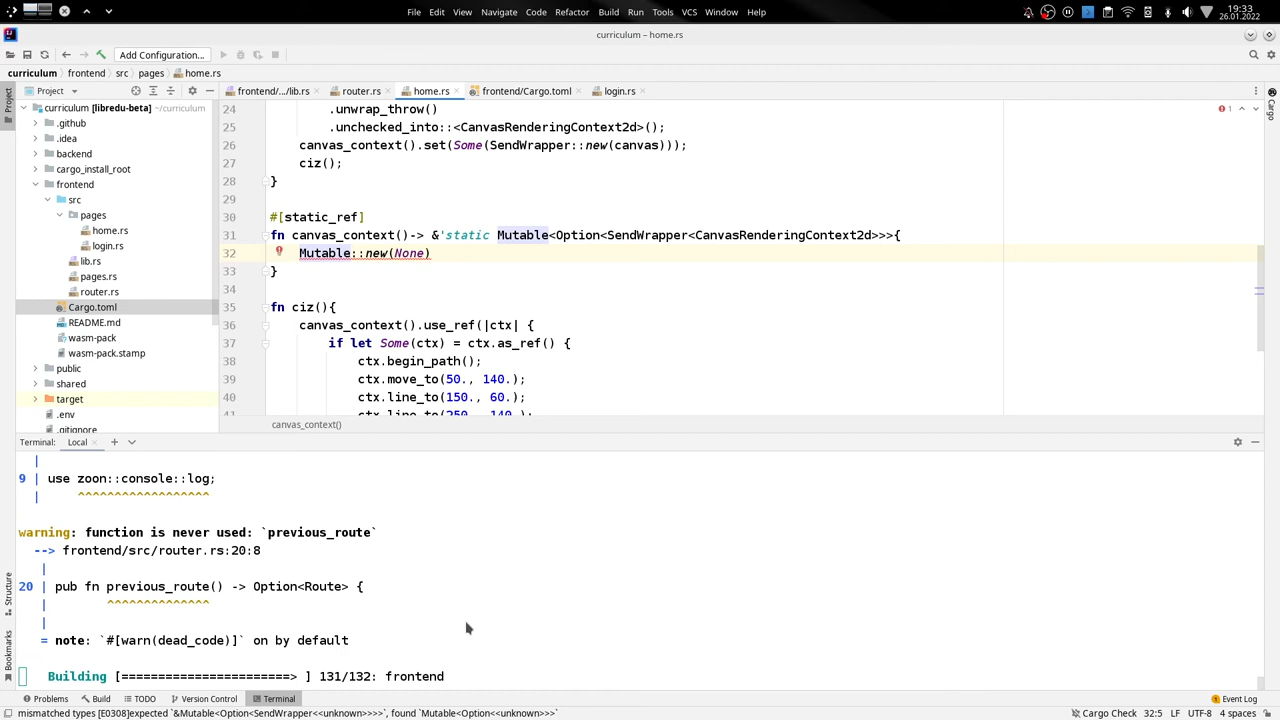 File Edit View Navigate Code Refactor Build Run Tools VCS Window Help
19:33
26.01.2022
curriculum – home.rs
Add Configuration...
curriculum frontend src pages home.rs
Project
frontend/.../lib.rs router.rs home.rs frontend/Cargo.toml login.rs
curriculum [libredu-beta] ~/curriculum
.github
.idea
backend
cargo_install_root
frontend
src
pages
home.rs
login.rs
lib.rs
pages.rs
router.rs
Cargo.toml
README.md
wasm-pack
wasm-pack.stamp
public
shared
target
.env
.gitignore
24 .unwrap_throw()
25 .unchecked_into::<CanvasRenderingContext2d>();
26 canvas_context().set(Some(SendWrapper::new(canvas)));
27 ciz();
28 }
29
30 #[static_ref]
31 fn canvas_context()-> &'static Mutable<Option<SendWrapper<CanvasRenderingContext2d>>>{
32 Mutable::new(None)
33 }
34
35 fn ciz(){
36 canvas_context().use_ref(|ctx| {
37 if let Some(ctx) = ctx.as_ref() {
38 ctx.begin_path();
39 ctx.move_to(50., 140.);
40 ctx.line_to(150., 60.);
41 ctx.line_to(250., 140.);
1
canvas_context()
Project
Cargo
Structure
Bookmarks
Terminal: Local
|
9 | use zoon::console::log;
| ^^^^^^^^^^^^^^^^^^
warning: function is never used: `previous_route`
--> frontend/src/router.rs:20:8
|
20 | pub fn previous_route() -> Option<Route> {
| ^^^^^^^^^^^^^^
|
= note: `#[warn(dead_code)]` on by default
Building [=======================> ] 131/132: frontend
Problems Build TODO Version Control Terminal Event Log
mismatched types [E0308]expected `&Mutable<Option<SendWrapper<<unknown>>>>`, found `Mutable<Option<<unknown>>>`
Cargo Check 32:5 LF UTF-8 4 spaces